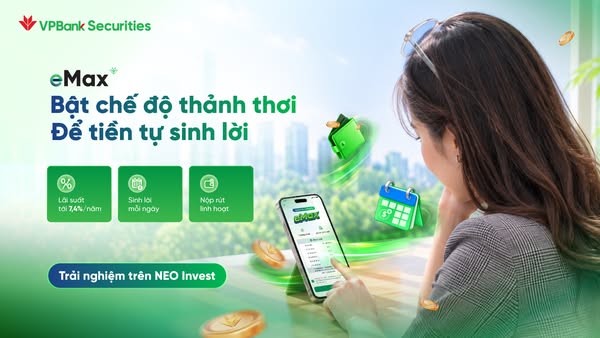 VPBank Securities
eMax*
Bật chế độ thảnh thơi
Để tiền tự sinh lời
Lãi suất
tới 7,4%/năm
Sinh lời
mỗi ngày
Nộp rút
linh hoạt
eMax
Trải nghiệm trên NEO Invest